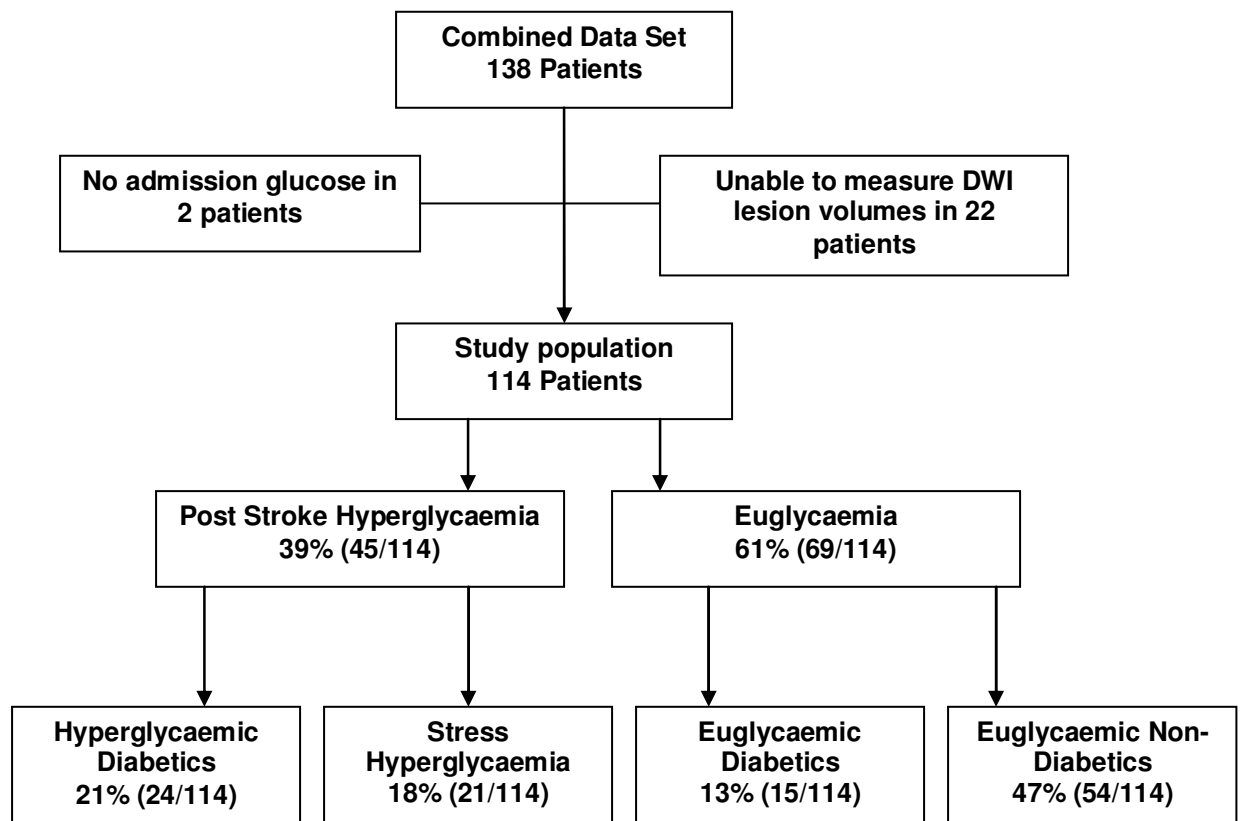 Combined Data Set
138 Patients
No admission glucose in
2 patients
Unable to measure DWI
lesion volumes in 22
patients
Study population
114 Patients
Post Stroke Hyperglycaemia
39% (45/114)
Euglycaemia
61% (69/114)
Hyperglycaemic
Diabetics
21% (24/114)
Stress
Hyperglycaemia
18% (21/114)
Euglycaemic
Diabetics
13% (15/114)
Euglycaemic Non-
Diabetics
47% (54/114)